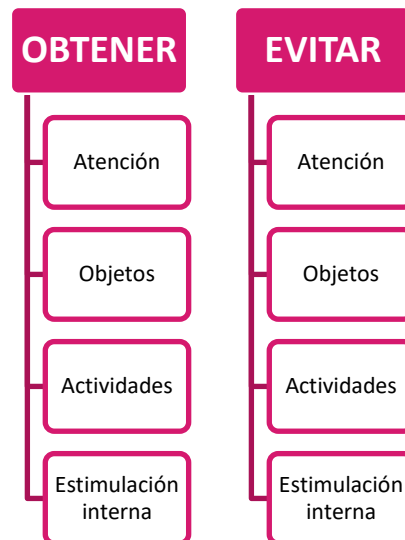 OBTENER
Atención
Objetos
Actividades
Estimulación
interna
EVITAR
Atención
Objetos
Actividades
Estimulación
interna